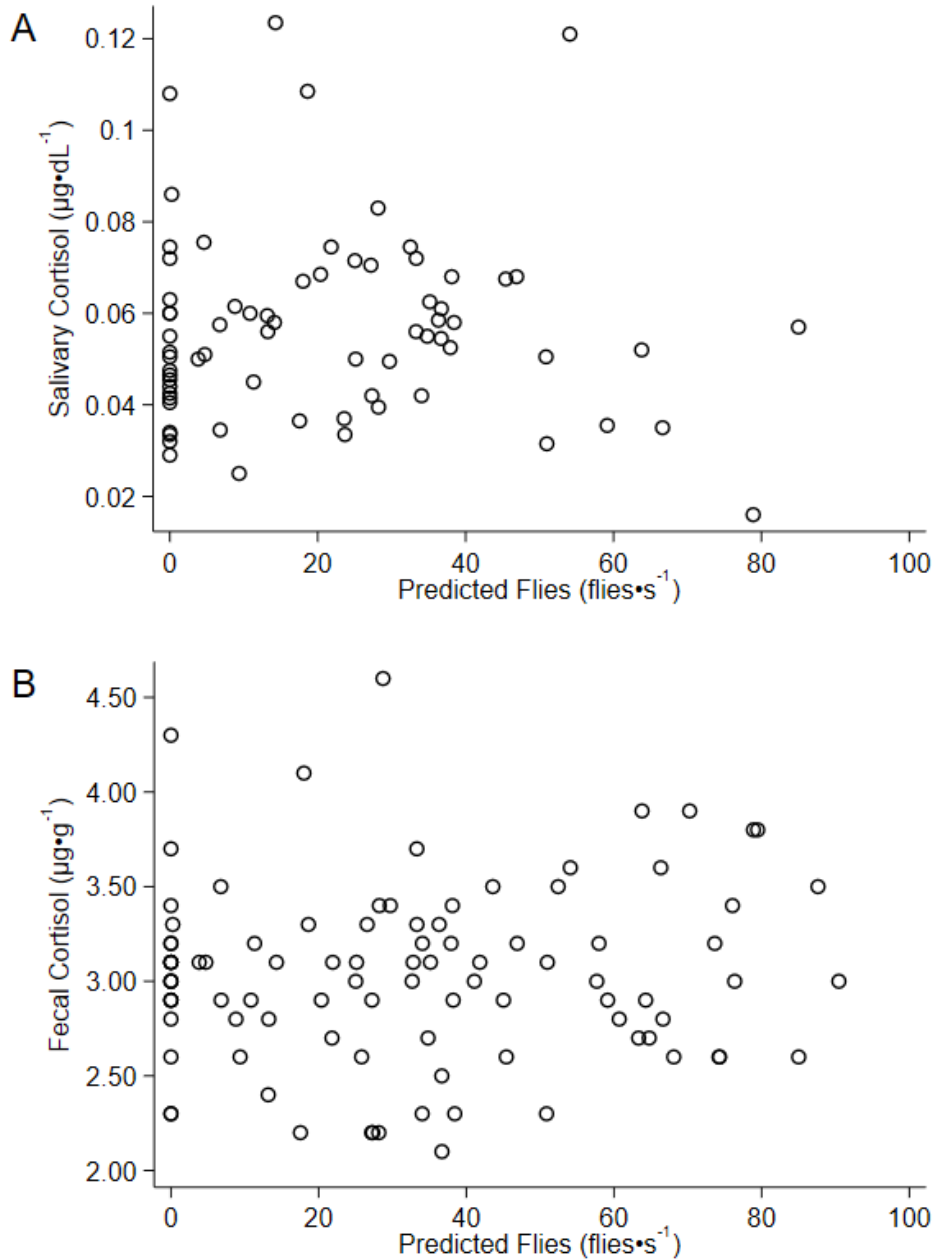 A
Salivary Cortisol (µg•dL⁻¹)
0.12
0.1
0.08
0.06
0.04
0.02
0 20 40 60 80 100
Predicted Flies (flies•s⁻¹)
B
Fecal Cortisol (µg•g⁻¹)
4.50
4.00
3.50
3.00
2.50
2.00
0 20 40 60 80 100
Predicted Flies (flies•s⁻¹)